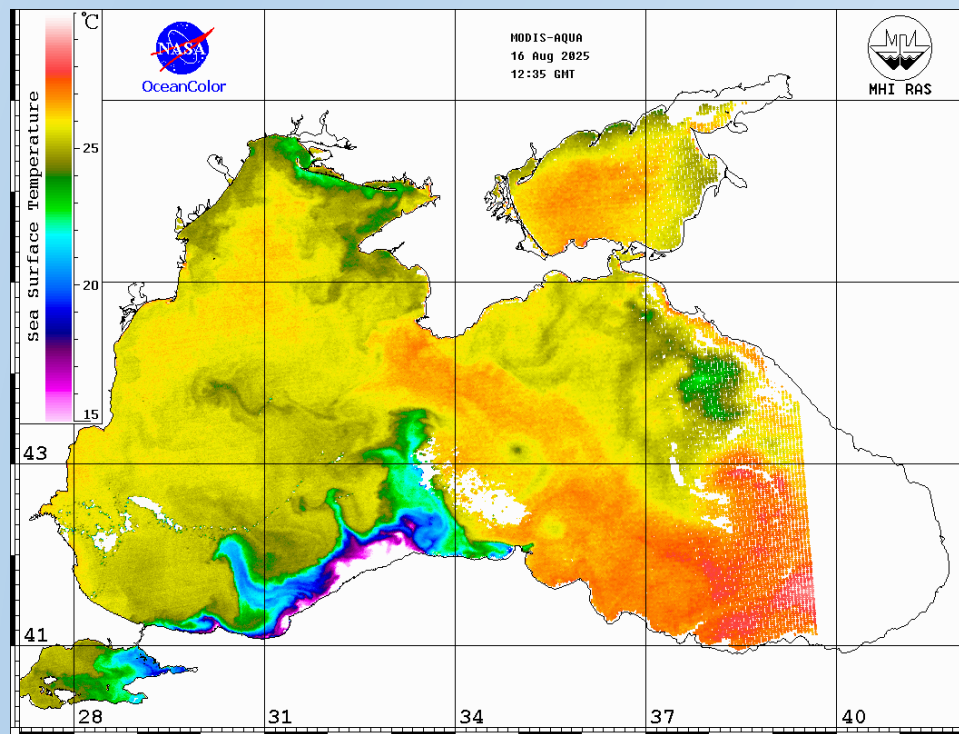 °C
NASA
OceanColor
MODIS-AQUA
16 Aug 2025
12:35 GMT
MHI RAS
Sea Surface Temperature
25
20
15
43
41
28
31
34
37
40